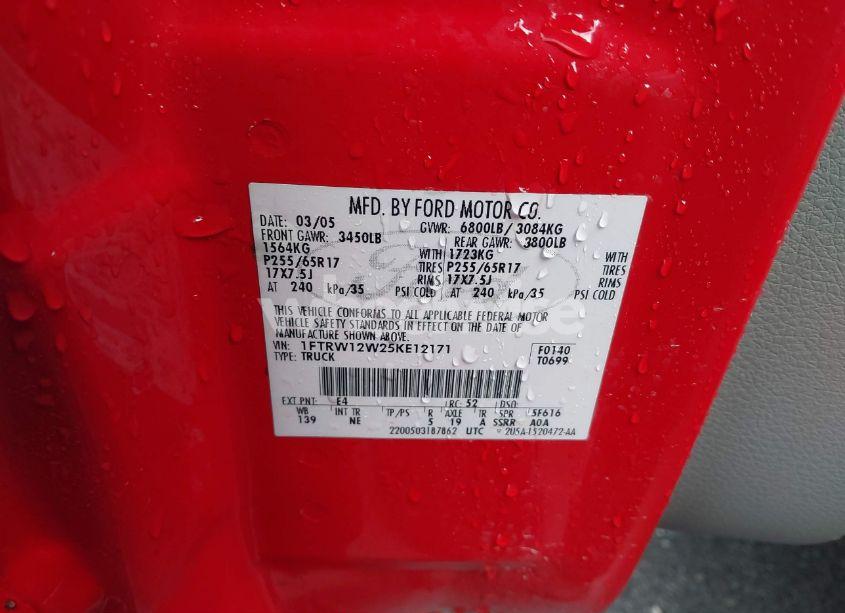 MFD. BY FORD MOTOR CO.
DATE: 03/05 GVWR: 6800LB/ 3084KG
FRONT GAWR: 3450LB REAR GAWR: 3800LB
1564KG WITH 1723KG WITH
P255/65R17 TIRES P255/65R17 TIRES
17X7.5J RIMS 17X7.5J RIMS
AT 240 kPa/35 PSI COLD AT 240 kPa/35 PSI COLD
THIS VEHICLE CONFORMS TO ALL APPLICABLE FEDERAL MOTOR
VEHICLE SAFETY STANDARDS IN EFFECT ON THE DATE OF
MANUFACTURE SHOWN ABOVE.
VIN: 1FTRW12W25KE12171 F0140
TYPE: TRUCK T0699
EXT PNT: E4 RC: 52 DSO:
WB INT TR TP/PS R AXLE TR SPR 5F616
139 NE 5 19 A SSRR A0A
2200503187862 UTC 2U5A-1520472-AA